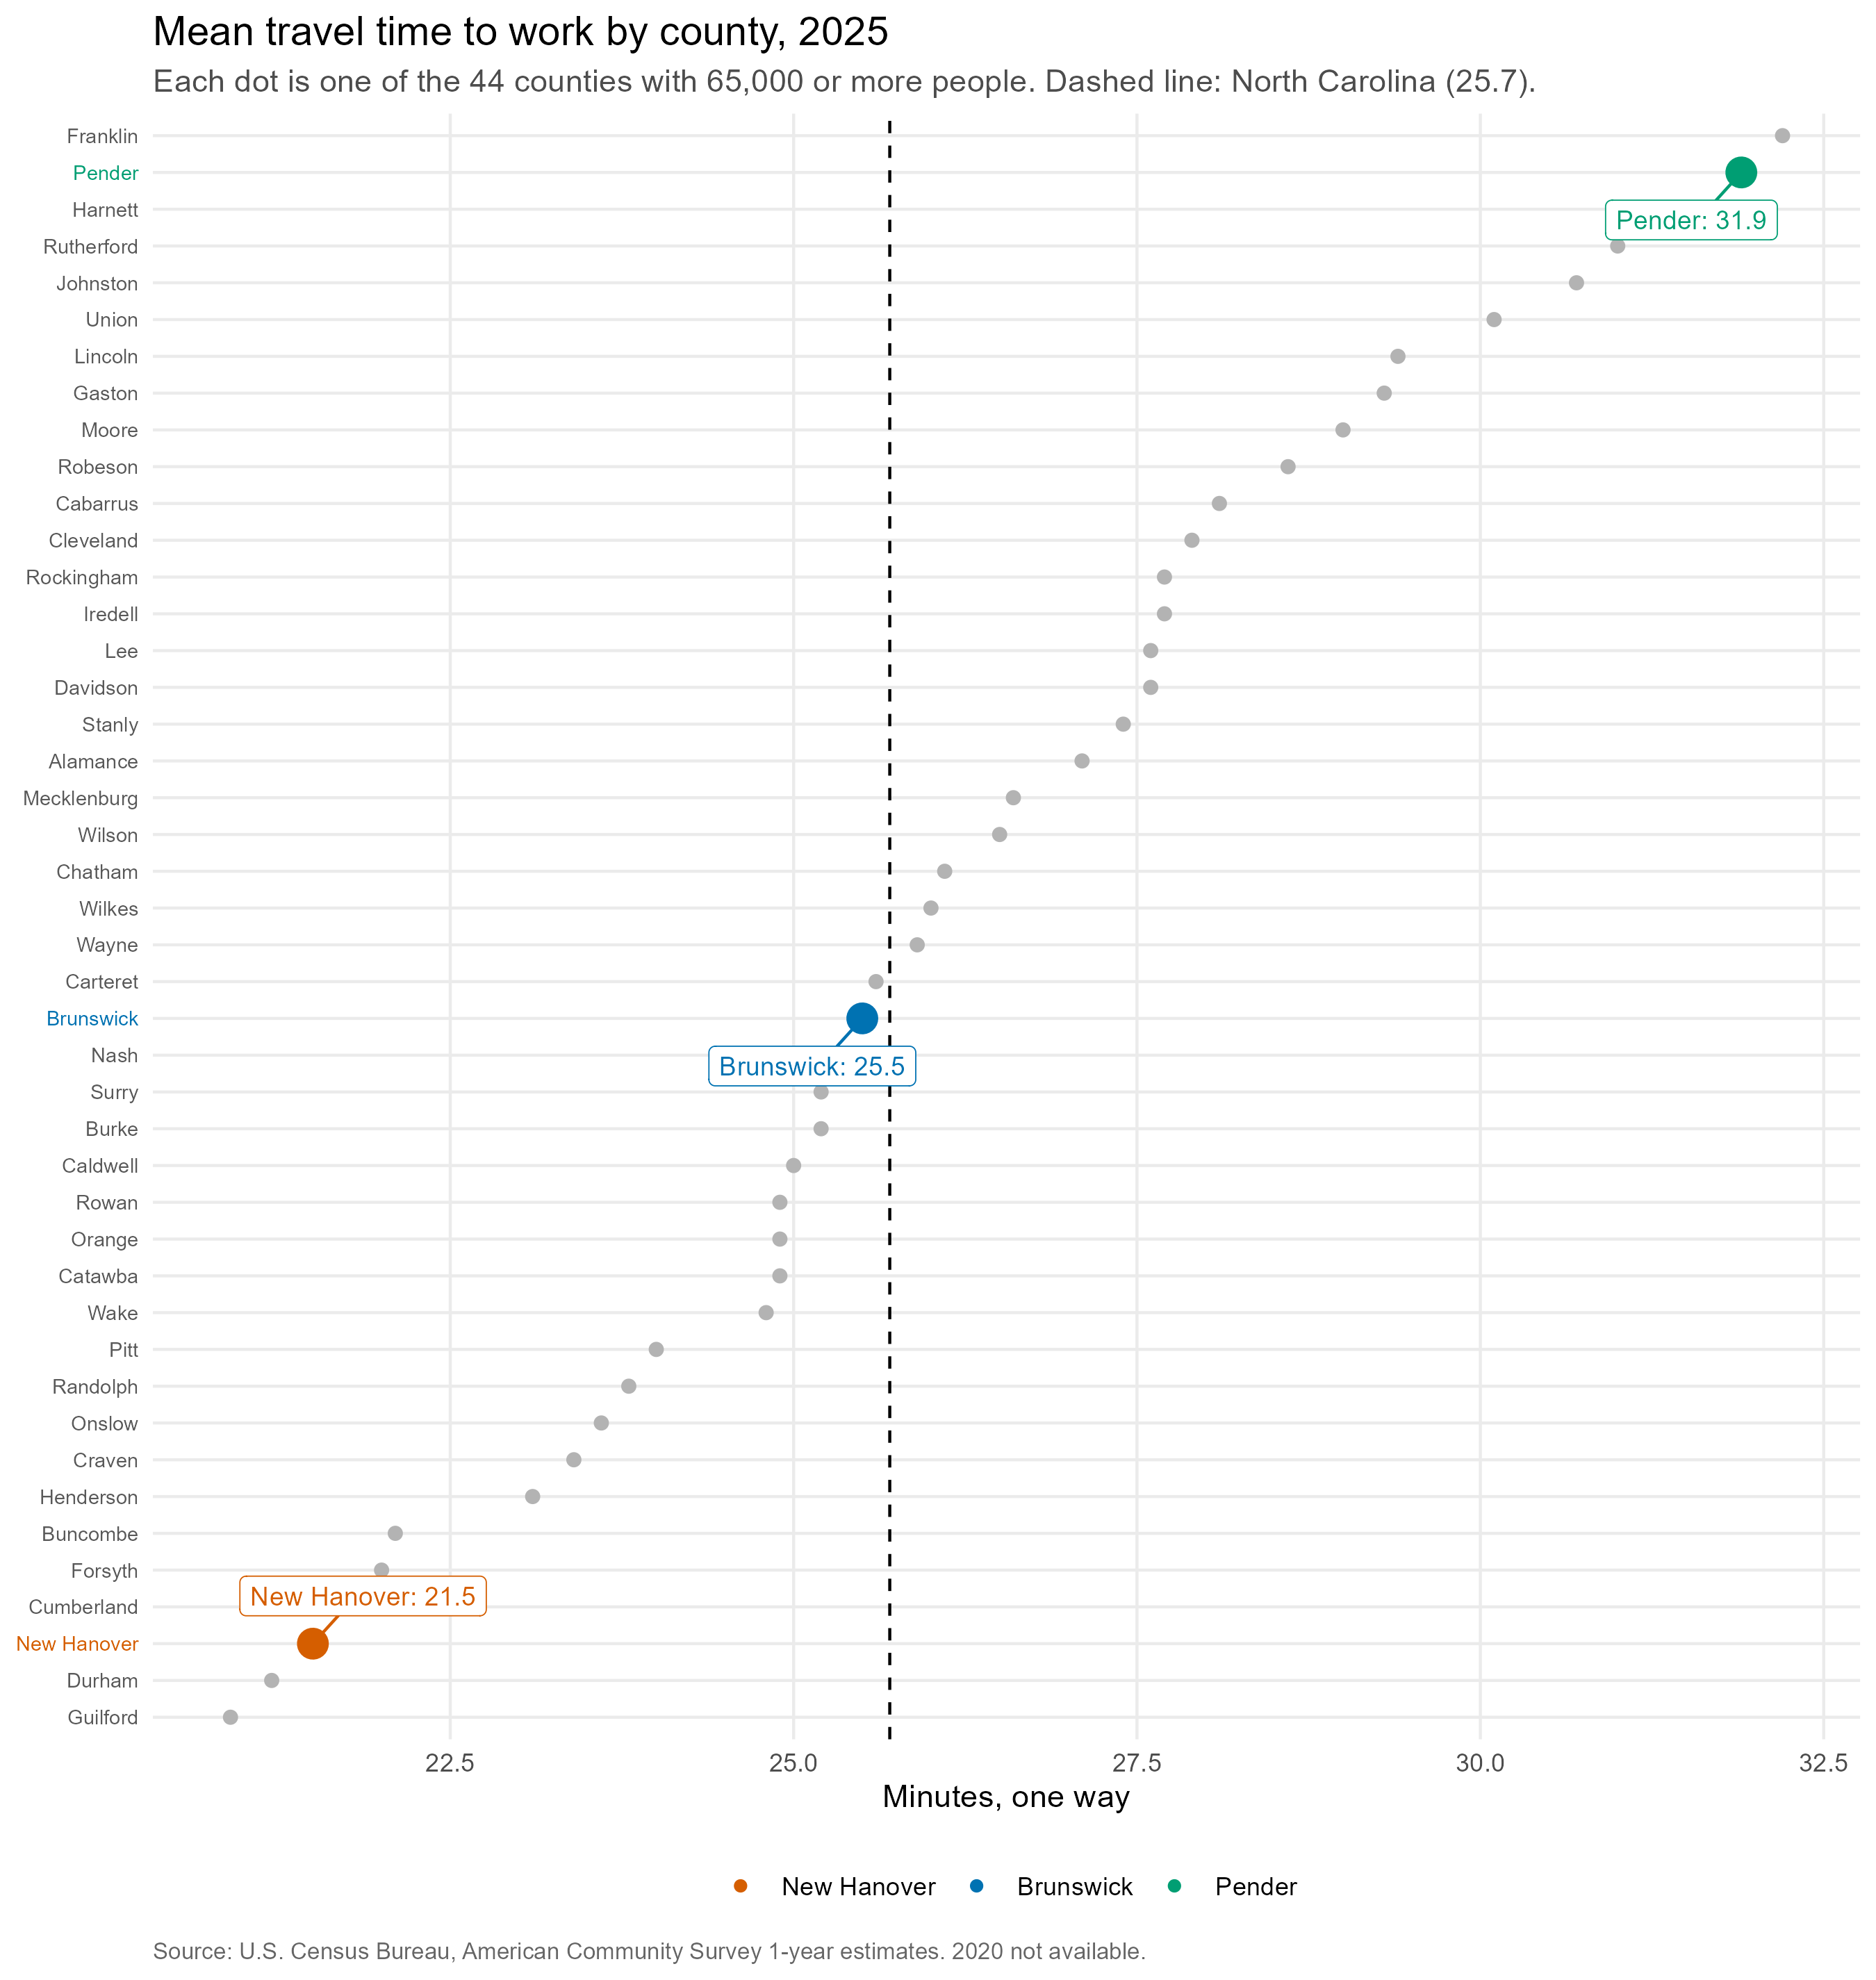 Mean travel time to work by county, 2025
Each dot is one of the 44 counties with 65,000 or more people. Dashed line: North Carolina (25.7).
Franklin
Pender
Harnett
Pender: 31.9
Rutherford
Johnston
Union
Lincoln
Gaston
Moore
Robeson
Cabarrus
Cleveland
Rockingham
Iredell
Lee
Davidson
Stanly
Alamance
Mecklenburg
Wilson
Chatham
Wilkes
Wayne
Carteret
Brunswick
Nash
Brunswick: 25.5
Surry
Burke
Caldwell
Rowan
Orange
Catawba
Wake
Pitt
Randolph
Onslow
Craven
Henderson
Buncombe
Forsyth
New Hanover: 21.5
Cumberland
New Hanover
Durham
Guilford
22.5 25.0 27.5 30.0 32.5
Minutes, one way
New Hanover Brunswick Pender
Source: U.S. Census Bureau, American Community Survey 1-year estimates. 2020 not available.